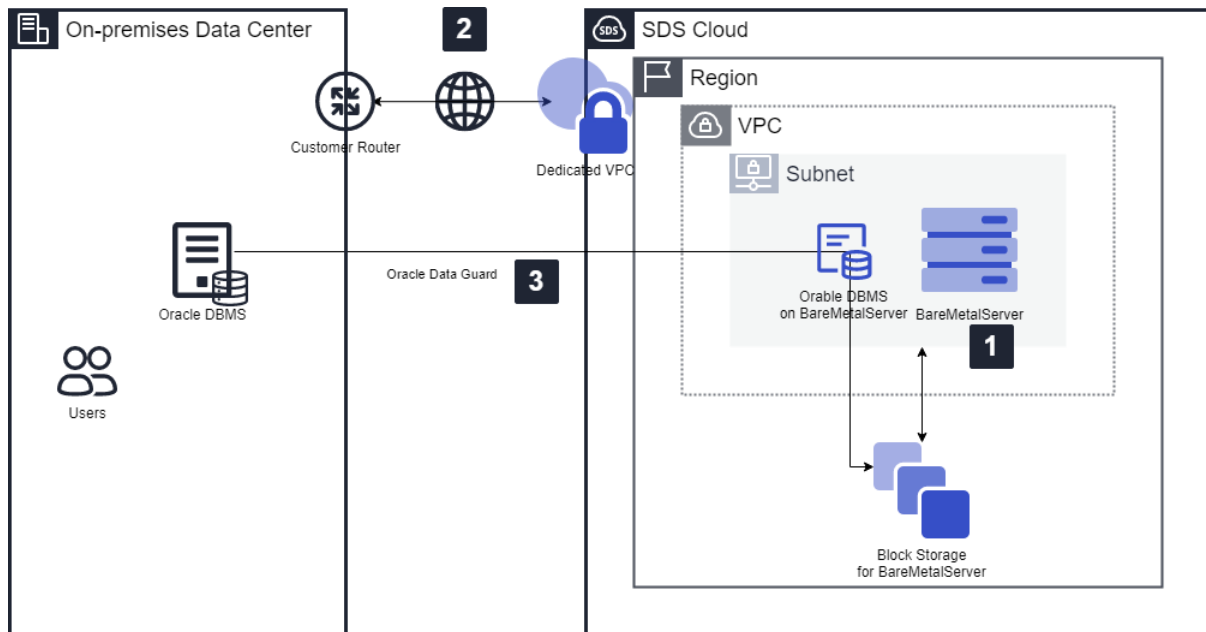 On-premises Data Center
2
SDS
SDS Cloud
Region
VPC
Customer Router
Dedicated VPC
Subnet
Oracle Data Guard
3
Oracle DBMS
Orable DBMS
on BareMetalServer
BareMetalServer
1
Users
Block Storage
for BareMetalServer